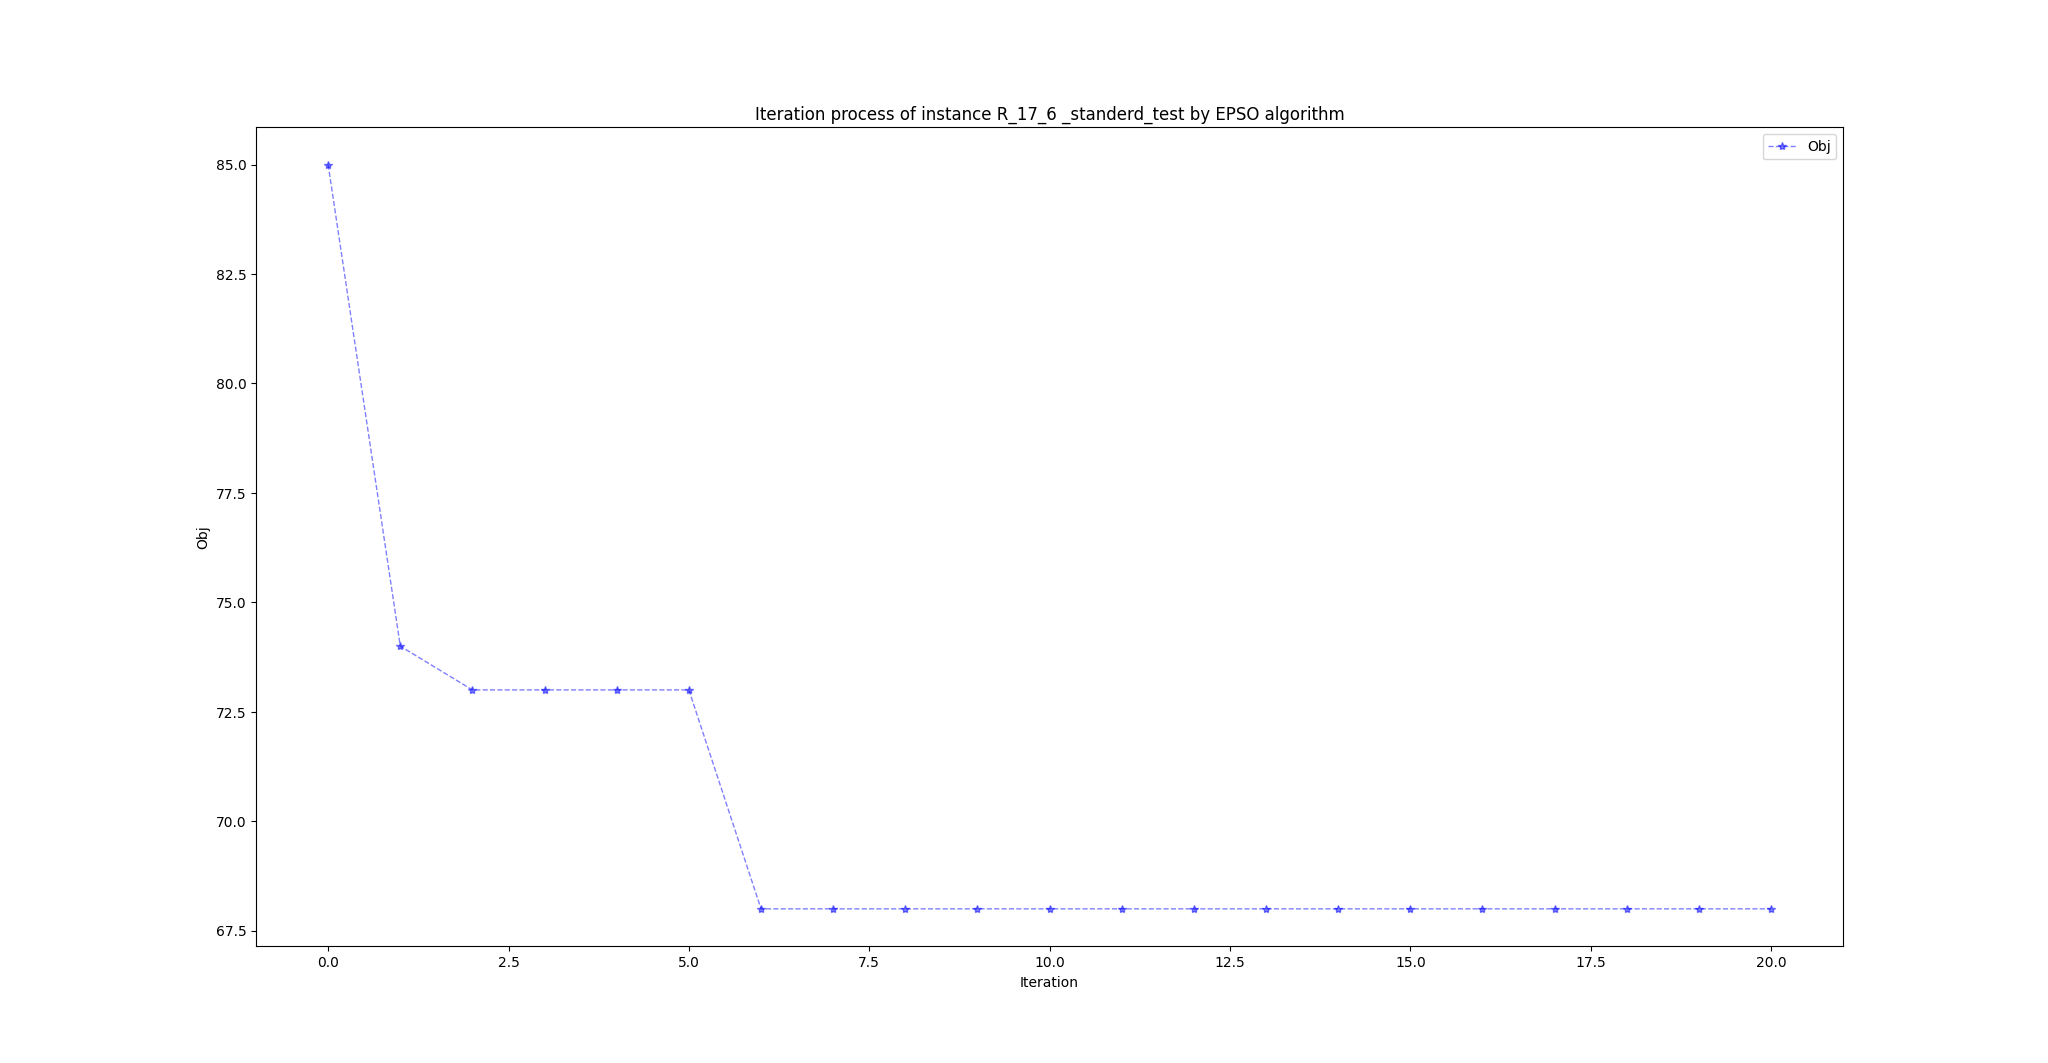 Iteration process of instance R_17_6 _standerd_test by EPSO algorithm
Obj
85.0
82.5
80.0
77.5
75.0
72.5
70.0
67.5
Obj
0.0 2.5 5.0 7.5 10.0 12.5 15.0 17.5 20.0
Iteration